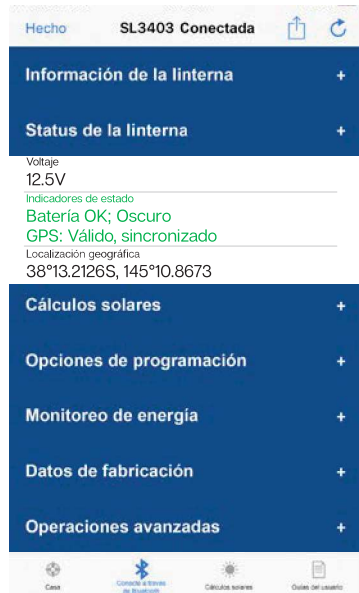 Hecho SL3403 Conectada
Información de la linterna +
Status de la linterna +
Voltaje
12.5V
Indicadores de estado
Batería OK; Oscuro
GPS: Válido, sincronizado
Localización geográfica
38°13.2126S, 145°10.8673
Cálculos solares +
Opciones de programación +
Monitoreo de energía +
Datos de fabricación +
Operaciones avanzadas +
Casa Conecte a través de Bluetooth Cálculos solares Guías del usuario